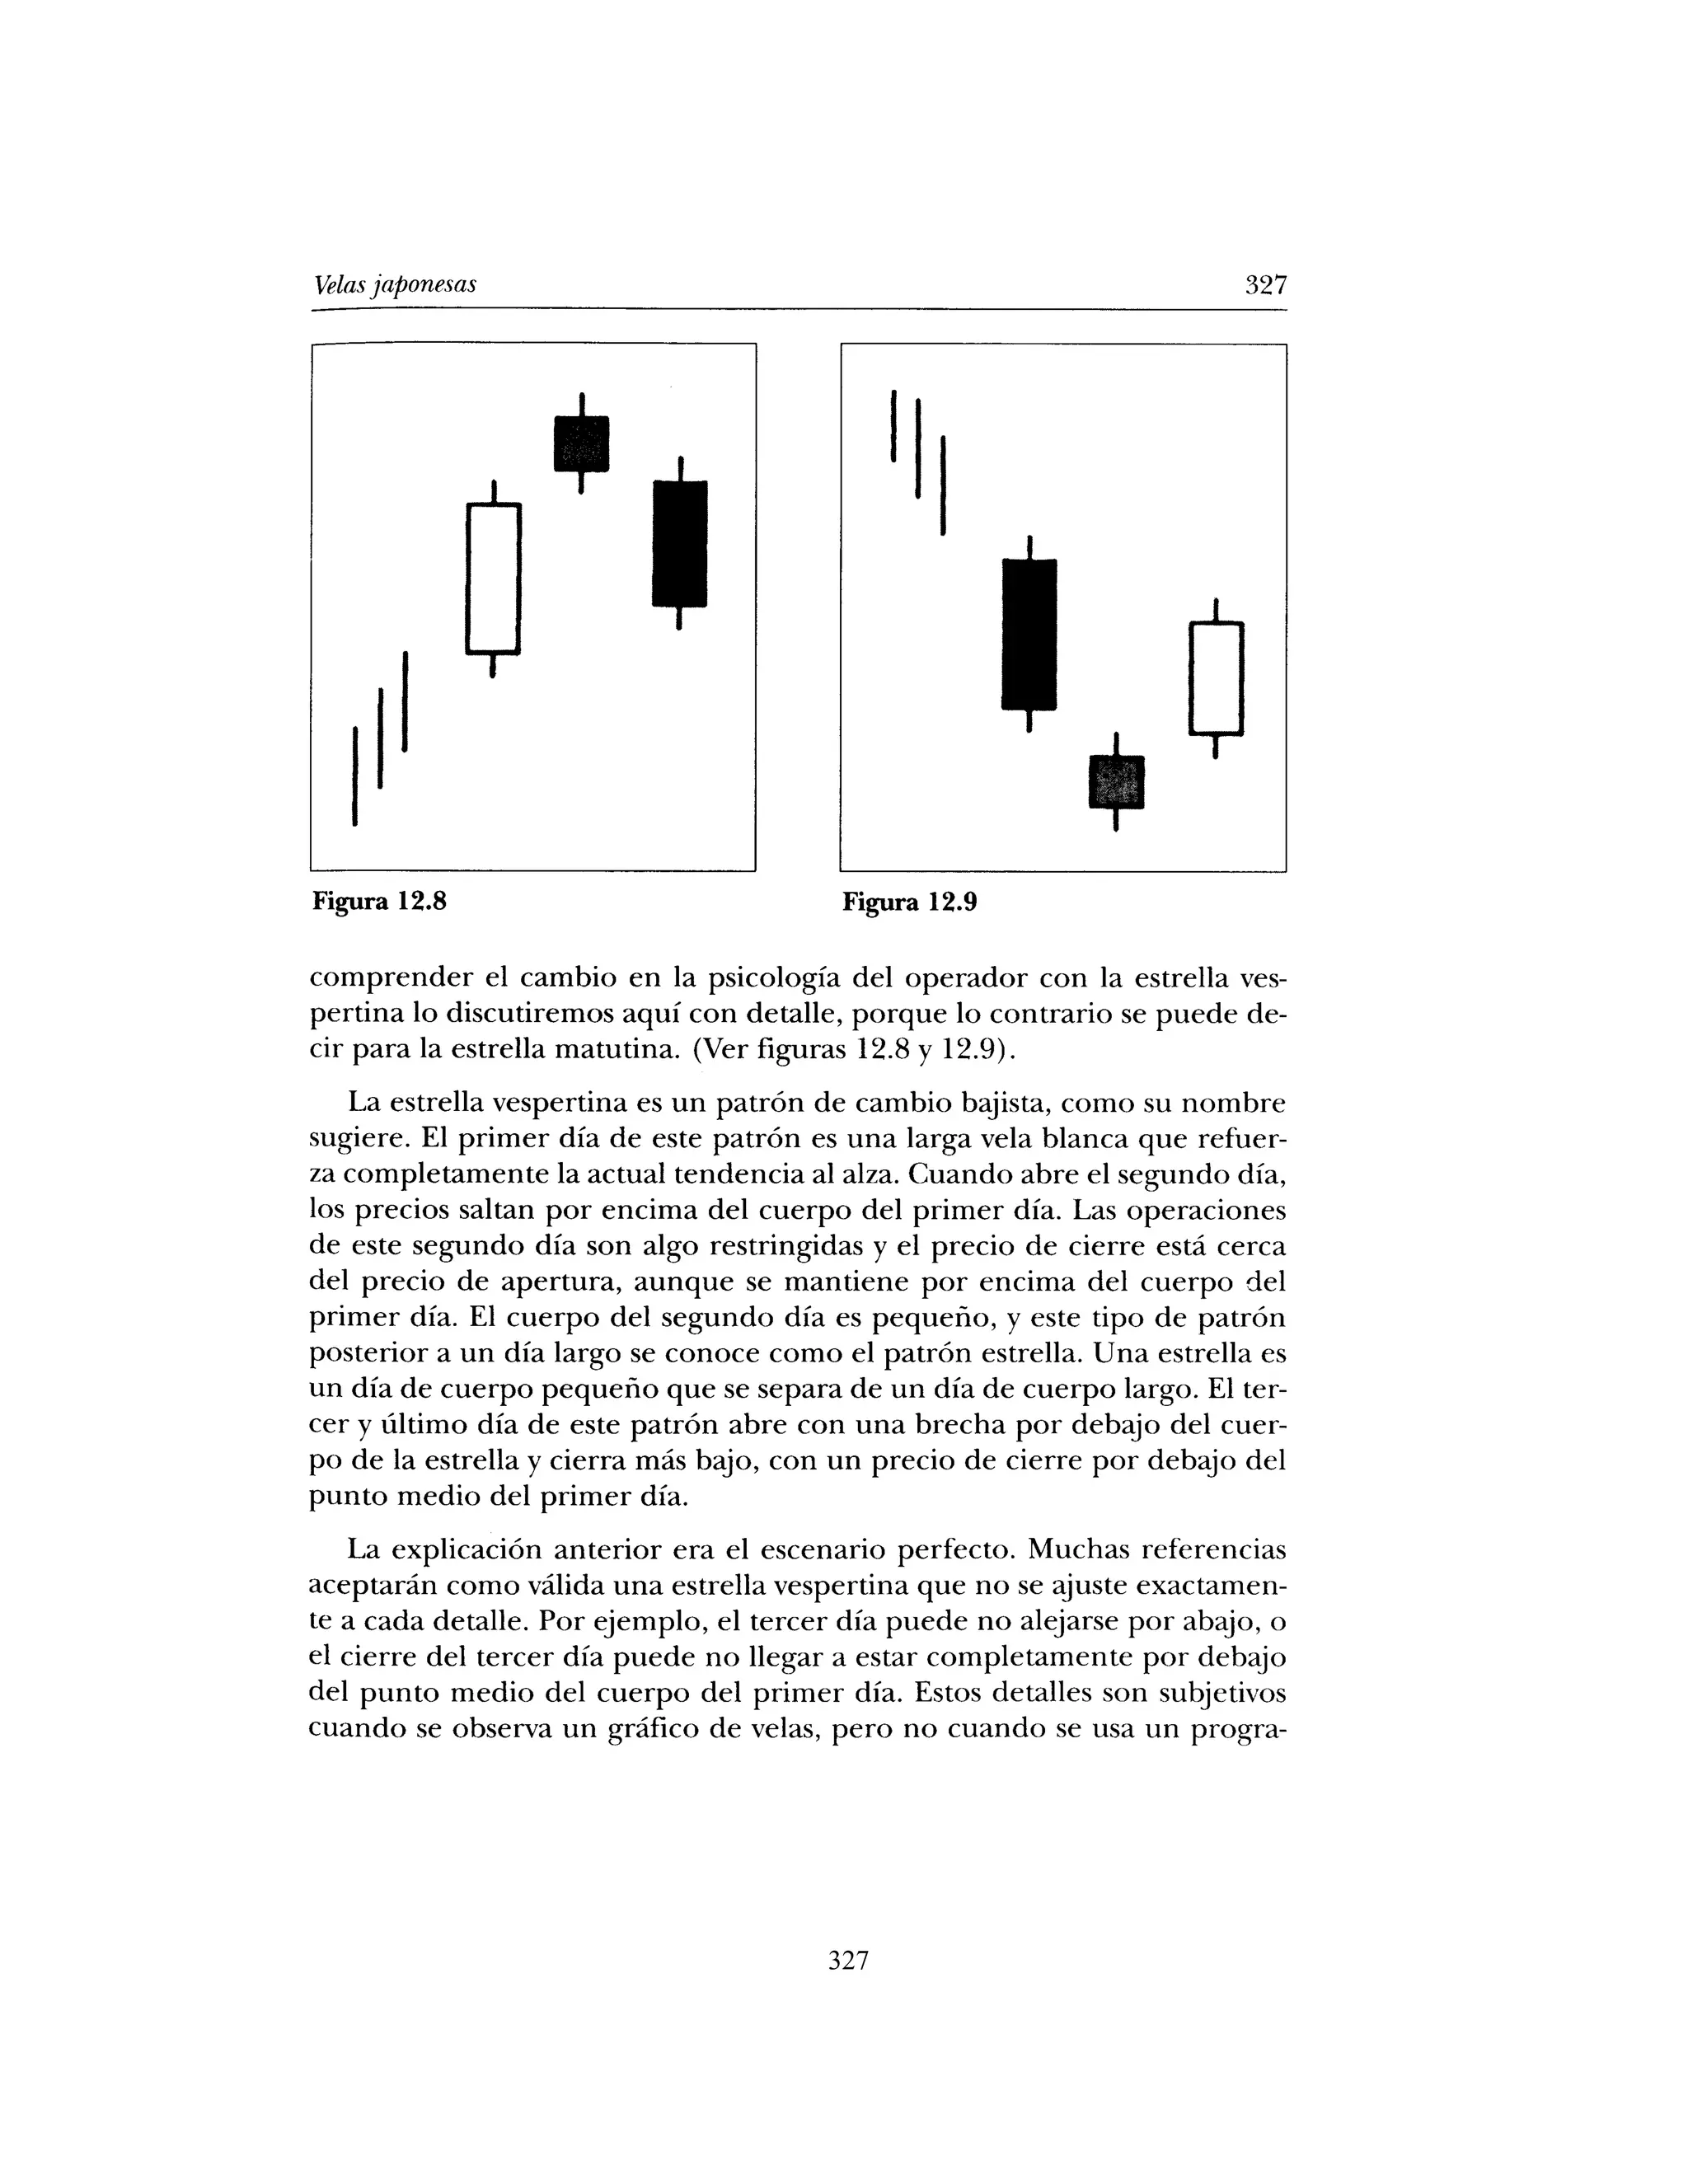 Velas japonesas 327
Figura 12.8
Figura 12.9
comprender el cambio en la psicología del operador con la estrella ves-
pertina lo discutiremos aquí con detalle, porque lo contrario se puede de-
cir para la estrella matutina. (Ver figuras 12.8 y 12.9).
La estrella vespertina es un patrón de cambio bajista, como su nombre
sugiere. El primer día de este patrón es una larga vela blanca que refuer-
za completamente la actual tendencia al alza. Cuando abre el segundo día,
los precios saltan por encima del cuerpo del primer día. Las operaciones
de este segundo día son algo restringidas y el precio de cierre está cerca
del precio de apertura, aunque se mantiene por encima del cuerpo del
primer día. El cuerpo del segundo día es pequeño, y este tipo de patrón
posterior a un día largo se conoce como el patrón estrella. Una estrella es
un día de cuerpo pequeño que se separa de un día de cuerpo largo. El ter-
cer y último día de este patrón abre con una brecha por debajo del cuer-
po de la estrella y cierra más bajo, con un precio de cierre por debajo del
punto medio del primer día.
La explicación anterior era el escenario perfecto. Muchas referencias
aceptarán como válida una estrella vespertina que no se ajuste exactamen-
te a cada detalle. Por ejemplo, el tercer día puede no alejarse por abajo, o
el cierre del tercer día puede no llegar a estar completamente por debajo
del punto medio del cuerpo del primer día. Estos detalles son subjetivos
cuando se observa un gráfico de velas, pero no cuando se usa un progra-
327